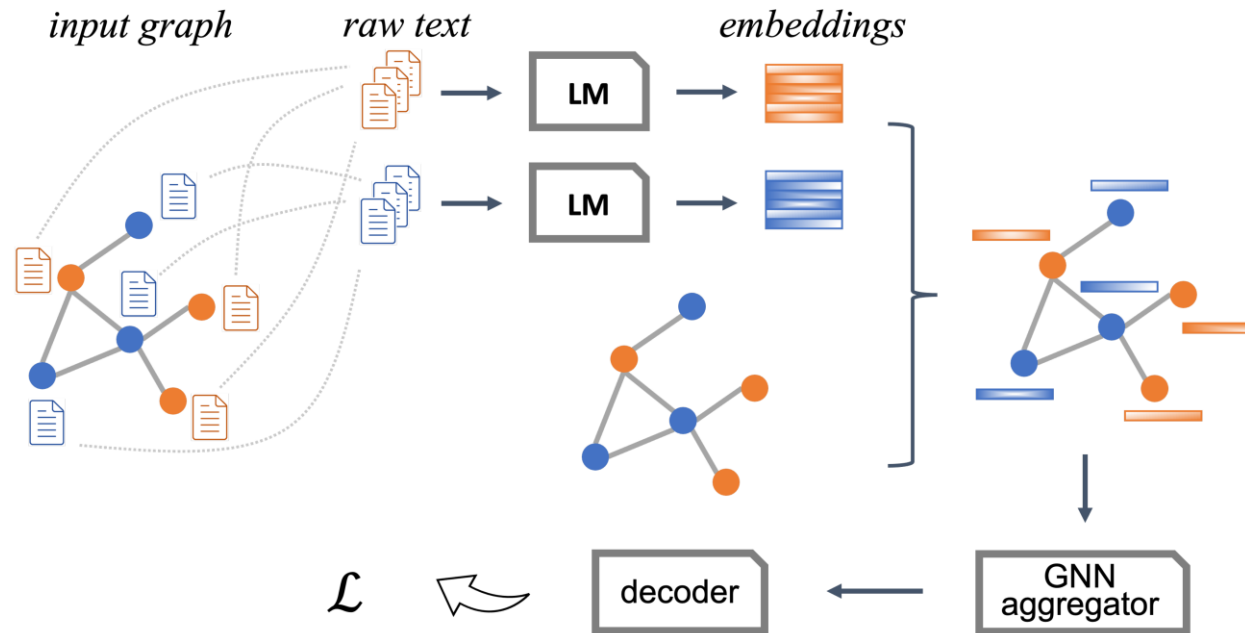 input graph
raw text
embeddings
LM
LM
ℒ
decoder
GNN
aggregator